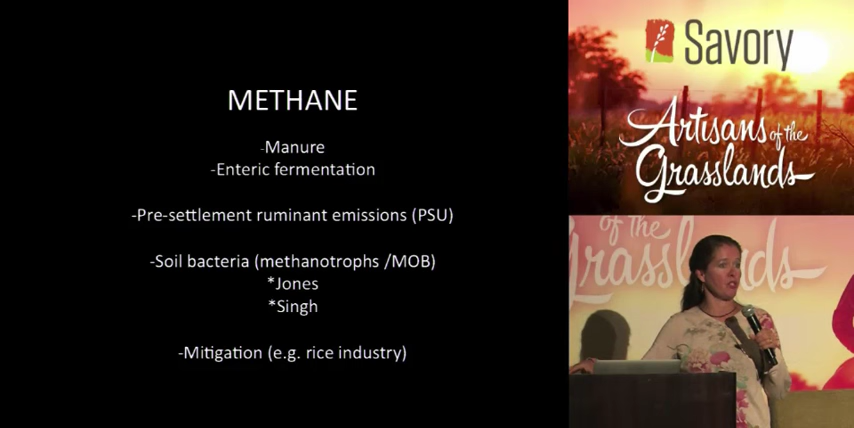 METHANE
-Manure
-Enteric fermentation
-Pre-settlement ruminant emissions (PSU)
-Soil bacteria (methanotrophs /MOB)
*Jones
*Singh
-Mitigation (e.g. rice industry)
Savory
Artisans of the
Grasslands
of the